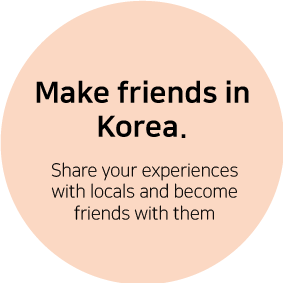 Make friends in
Korea.
Share your experiences
with locals and become
friends with them